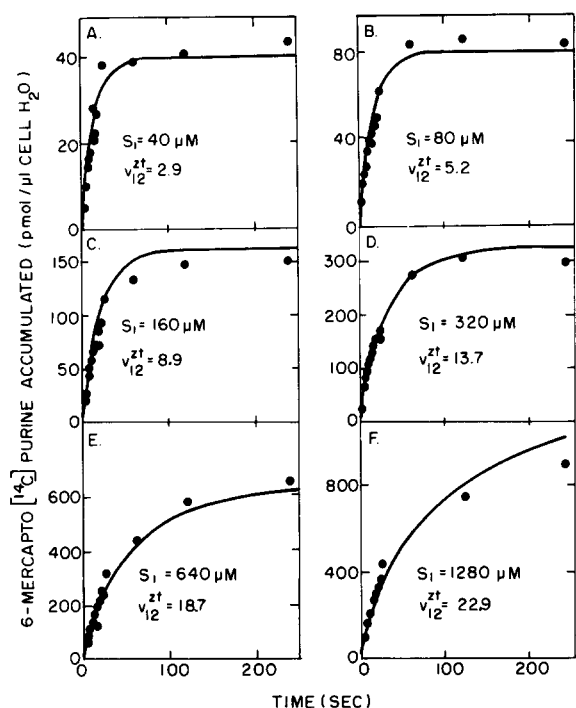 6-MERCAPTO [¹⁴C] PURINE ACCUMULATED (pmol/µl CELL H₂O)
A.
40
20
0
S₁ = 40 µM
v₁₂ᶻᵗ = 2.9
B.
80
40
0
S₁ = 80 µM
v₁₂ᶻᵗ = 5.2
C.
150
100
50
0
S₁ = 160 µM
v₁₂ᶻᵗ = 8.9
D.
300
200
100
0
S₁ = 320 µM
v₁₂ᶻᵗ = 13.7
E.
600
400
200
0
S₁ = 640 µM
v₁₂ᶻᵗ = 18.7
0 100 200
F.
800
400
0
S₁ = 1280 µM
v₁₂ᶻᵗ = 22.9
0 100 200
TIME (SEC)